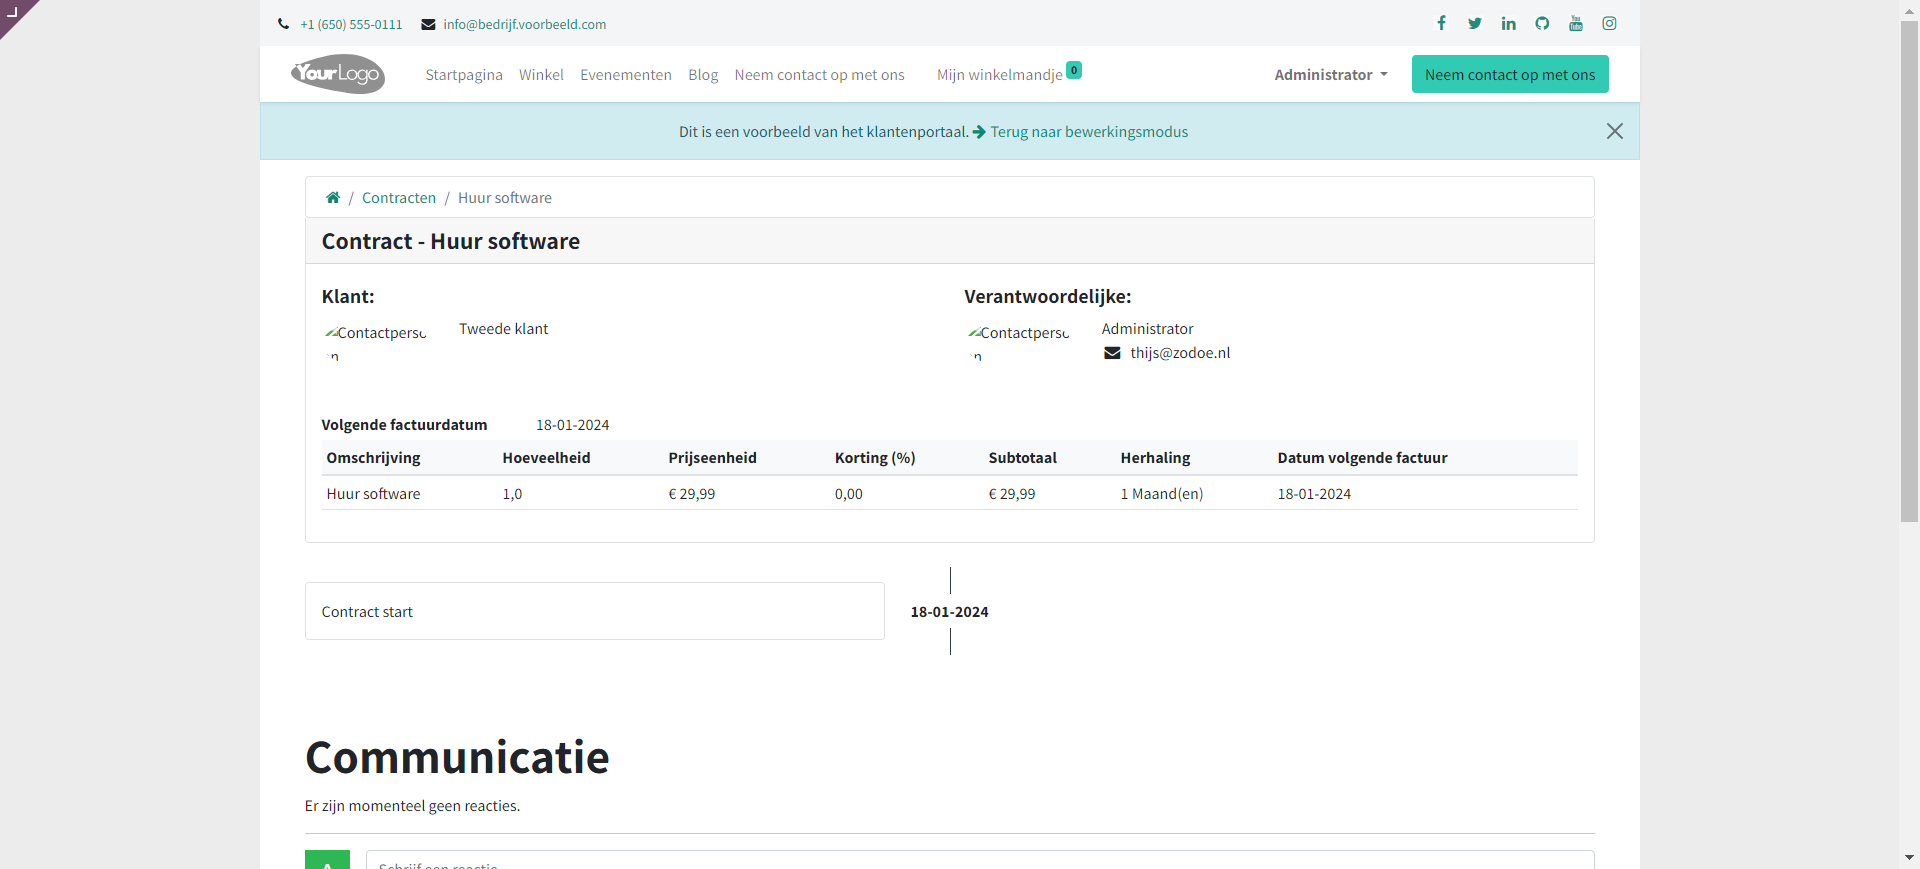 +1 (650) 555-0111 info@bedrijf.voorbeeld.com
YourLogo Startpagina Winkel Evenementen Blog Neem contact op met ons Mijn winkelmandje 0 Administrator Neem contact op met ons
Dit is een voorbeeld van het klantenportaal. Terug naar bewerkingsmodus
/ Contracten / Huur software
Contract - Huur software
Klant: Verantwoordelijke:
Contactpersoon Tweede klant Contactpersoon Administrator
thijs@zodoe.nl
Volgende factuurdatum 18-01-2024
Omschrijving Hoeveelheid Prijseenheid Korting (%) Subtotaal Herhaling Datum volgende factuur
Huur software 1,0 € 29,99 0,00 € 29,99 1 Maand(en) 18-01-2024
Contract start 18-01-2024
Communicatie
Er zijn momenteel geen reacties.
A Schrijf een reactie